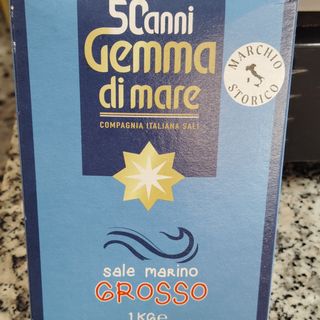 50anni
Gemma
di mare
COMPAGNIA ITALIANA SALI
MARCHIO
STORICO
sale marino
GROSSO
1 KG℮